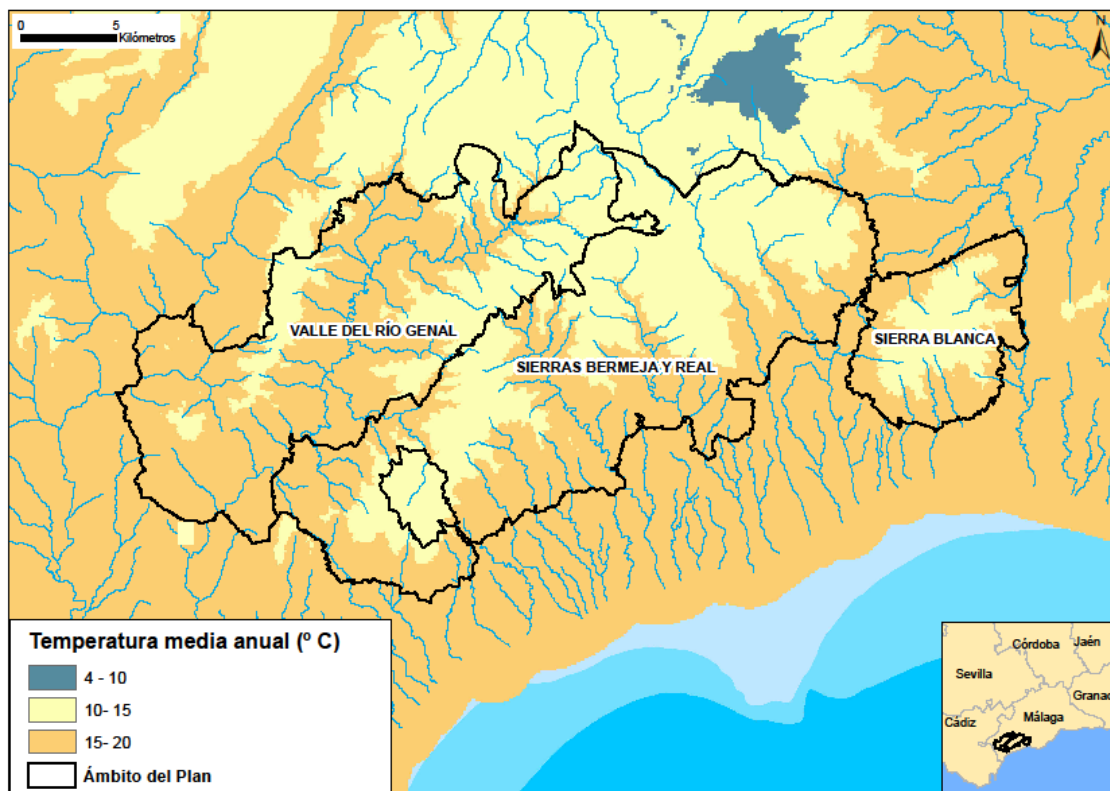 0 5
Kilómetros
N
VALLE DEL RÍO GENAL
SIERRAS BERMEJA Y REAL
SIERRA BLANCA
Temperatura media anual (º C)
4 - 10
10- 15
15- 20
Ámbito del Plan
Córdoba Jaén
Sevilla
Granad
Málaga
Cádiz